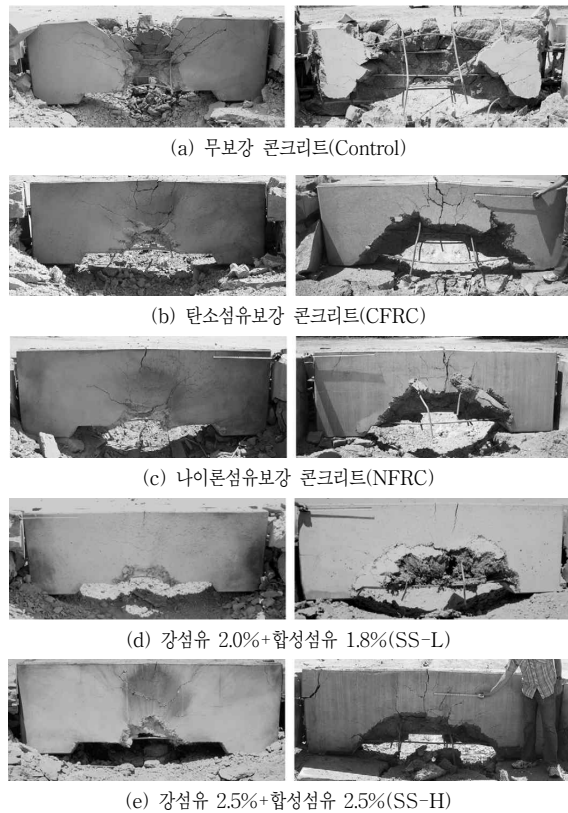 (a) 무보강 콘크리트(Control)
(b) 탄소섬유보강 콘크리트(CFRC)
(c) 나이론섬유보강 콘크리트(NFRC)
(d) 강섬유 2.0%+합성섬유 1.8%(SS-L)
(e) 강섬유 2.5%+합성섬유 2.5%(SS-H)